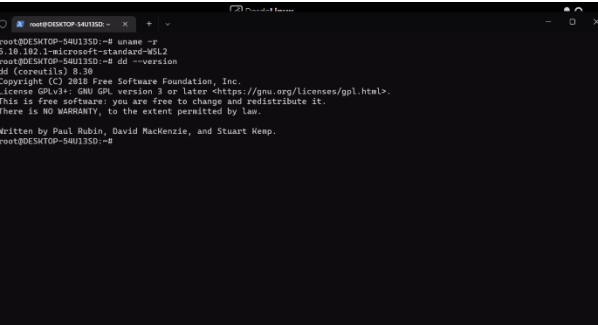 root@DESKTOP-54U13SD: ~
root@DESKTOP-54U13SD:~# uname -r
5.10.102.1-microsoft-standard-WSL2
root@DESKTOP-54U13SD:~# dd --version
dd (coreutils) 8.30
Copyright (C) 2018 Free Software Foundation, Inc.
License GPLv3+: GNU GPL version 3 or later <https://gnu.org/licenses/gpl.html>.
This is free software: you are free to change and redistribute it.
There is NO WARRANTY, to the extent permitted by law.
Written by Paul Rubin, David MacKenzie, and Stuart Kemp.
root@DESKTOP-54U13SD:~#